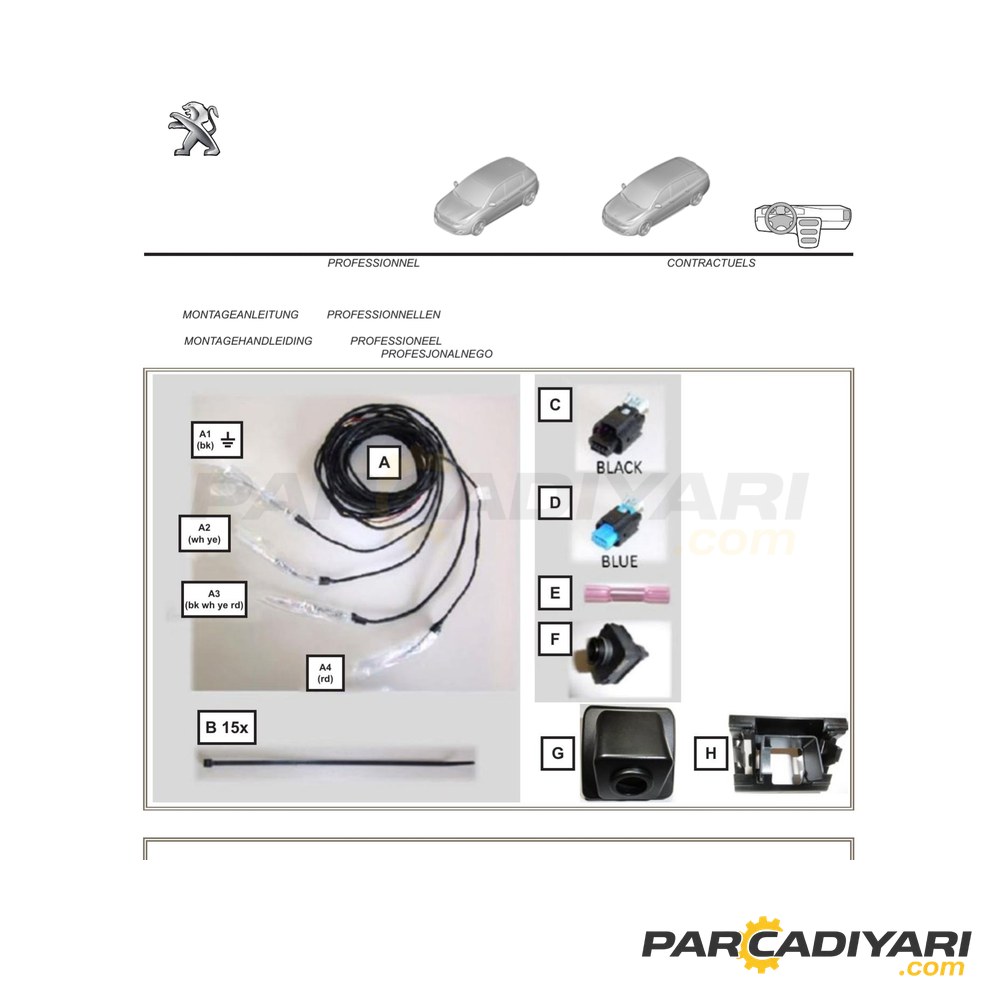 PROFESSIONNEL CONTRACTUELS
MONTAGEANLEITUNG PROFESSIONNELLEN
MONTAGEHANDLEIDING PROFESSIONEEL
PROFESJONALNEGO
A1
(bk)
A
A2
(wh ye)
A3
(bk wh ye rd)
A4
(rd)
B 15x
C
BLACK
D
BLUE
E
F
G
H
PARCADIYARI
.com
PARCADIYARI
.com